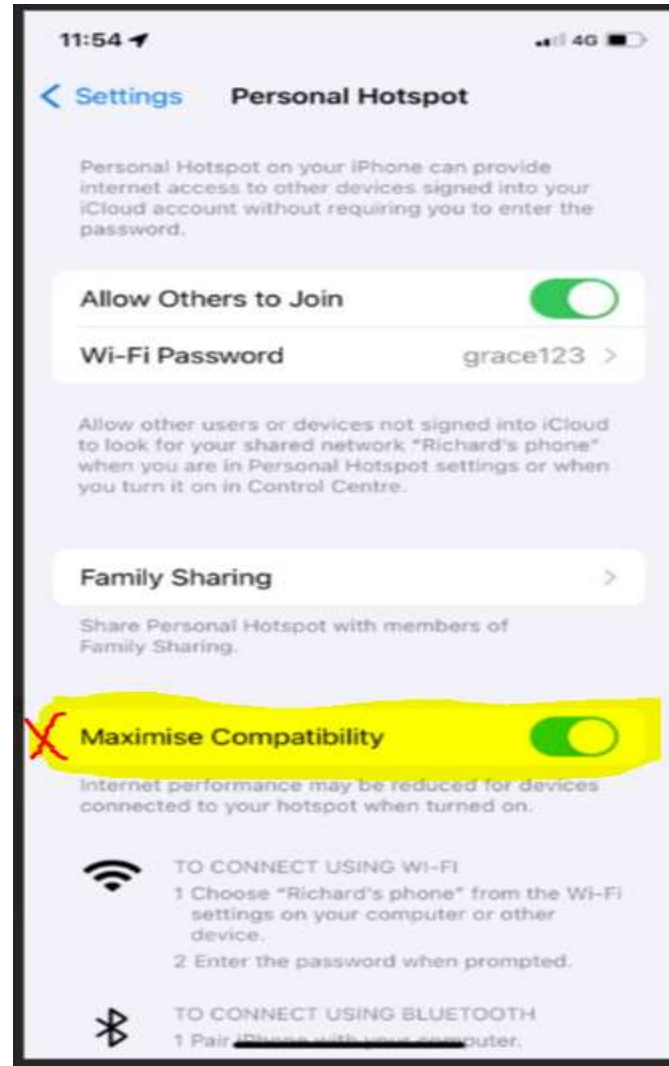 11:54
4G
Settings Personal Hotspot
Personal Hotspot on your iPhone can provide
internet access to other devices signed into your
iCloud account without requiring you to enter the
password.
Allow Others to Join
Wi-Fi Password grace123
Allow other users or devices not signed into iCloud
to look for your shared network "Richard's phone"
when you are in Personal Hotspot settings or when
you turn it on in Control Centre.
Family Sharing
Share Personal Hotspot with members of
Family Sharing.
X Maximise Compatibility
Internet performance may be reduced for devices
connected to your hotspot when turned on.
TO CONNECT USING WI-FI
1 Choose "Richard's phone" from the Wi-Fi
settings on your computer or other
device.
2 Enter the password when prompted.
TO CONNECT USING BLUETOOTH
1 Pair iPhone with your computer.